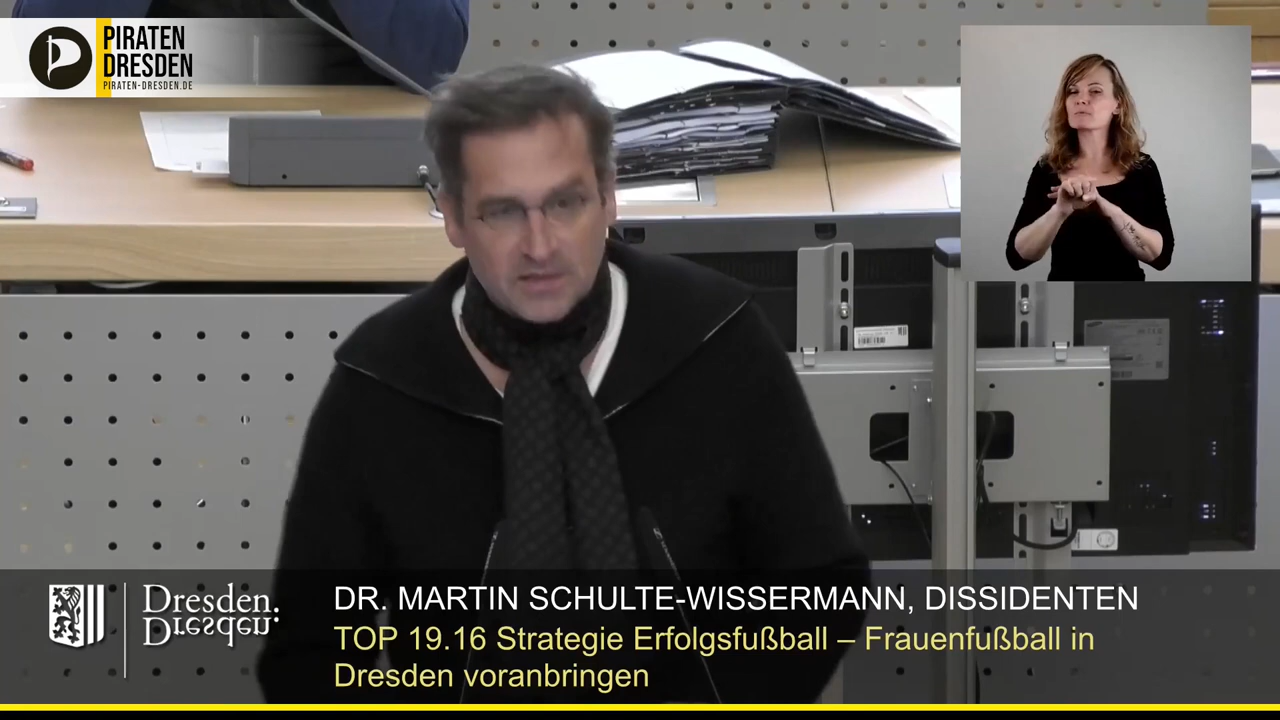 PIRATEN
DRESDEN
PIRATEN-DRESDEN.DE
Dresden.
Dresden.
DR. MARTIN SCHULTE-WISSERMANN, DISSIDENTEN
TOP 19.16 Strategie Erfolgsfußball – Frauenfußball in
Dresden voranbringen